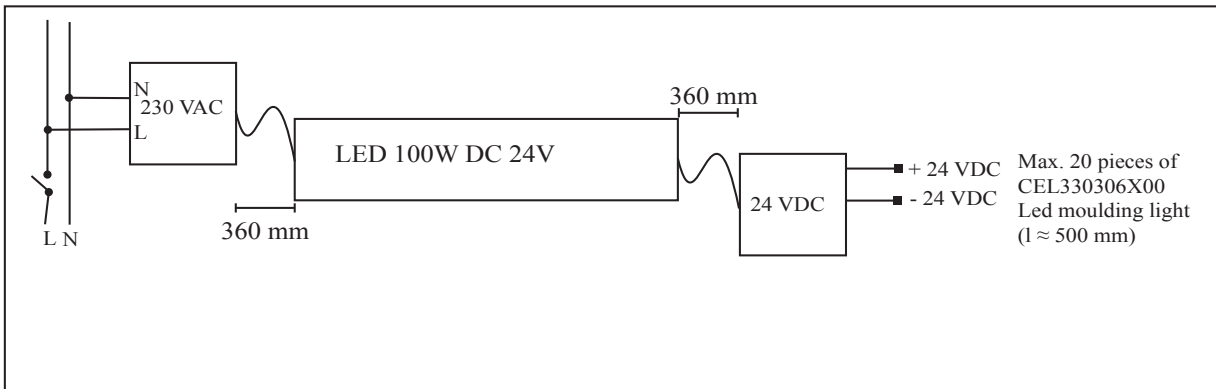 N
230 VAC
L
L N
360 mm
LED 100W DC 24V
360 mm
24 VDC
+ 24 VDC
- 24 VDC
Max. 20 pieces of
CEL330306X00
Led moulding light
(l ≈ 500 mm)